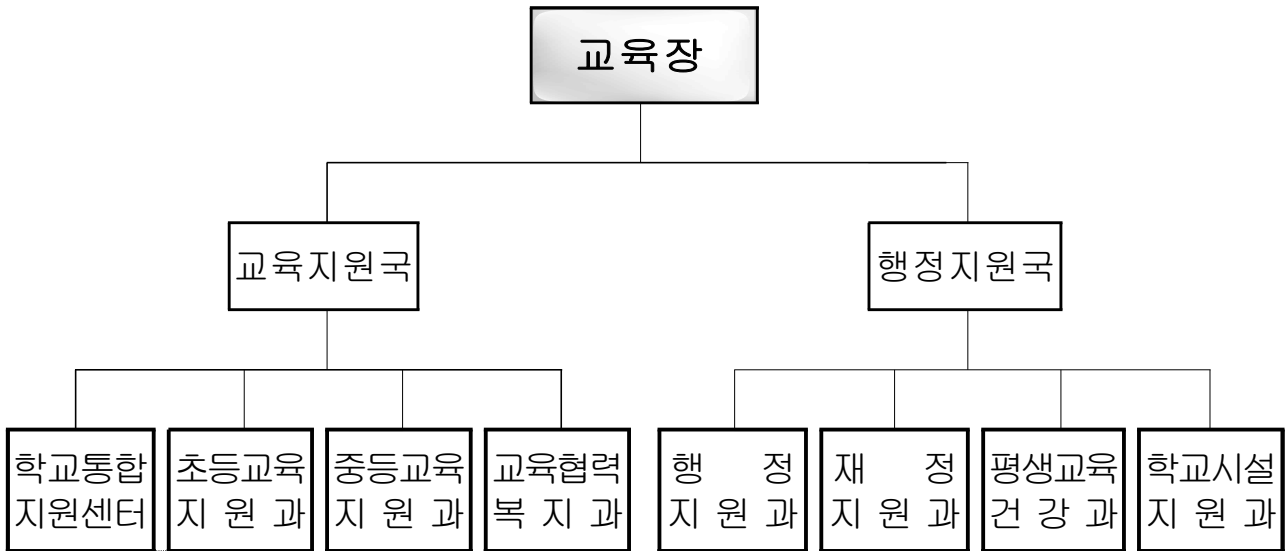 교육장
교육지원국
행정지원국
학교통합
지원센터
초등교육
지 원 과
중등교육
지 원 과
교육협력
복 지 과
행 정
지 원 과
재 정
지 원 과
평생교육
건 강 과
학교시설
지 원 과